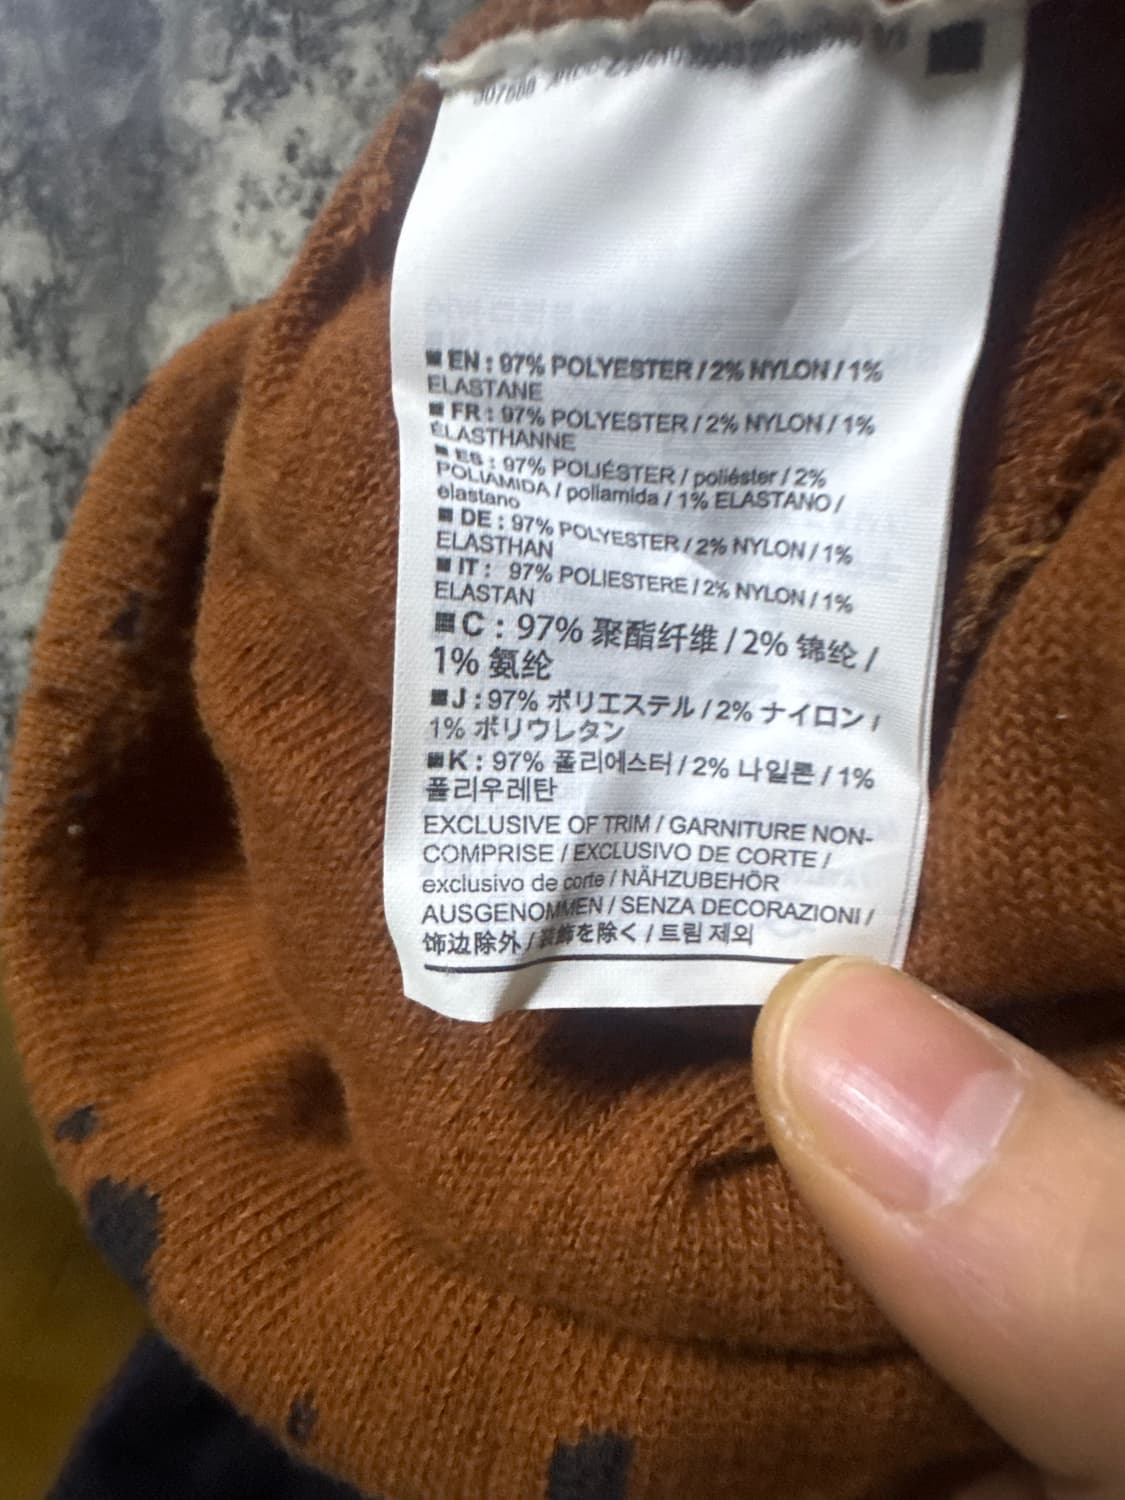 ■ EN : 97% POLYESTER / 2% NYLON / 1%
ELASTANE
■ FR : 97% POLYESTER / 2% NYLON / 1%
ÉLASTHANNE
■ ES : 97% POLIÉSTER / poliéster / 2%
POLIAMIDA / poliamida / 1% ELASTANO /
elastano
■ DE : 97% POLYESTER / 2% NYLON / 1%
ELASTHAN
■ IT : 97% POLIESTERE / 2% NYLON / 1%
ELASTAN
■ C : 97% 聚酯纤维 / 2% 锦纶 /
1% 氨纶
■ J : 97% ポリエステル / 2% ナイロン /
1% ポリウレタン
■ K : 97% 폴리에스터 / 2% 나일론 / 1%
폴리우레탄
EXCLUSIVE OF TRIM / GARNITURE NON-
COMPRISE / EXCLUSIVO DE CORTE /
exclusivo de corte / NÄHZUBEHÖR
AUSGENOMMEN / SENZA DECORAZIONI /
饰边除外 / 装飾を除く / 트림 제외